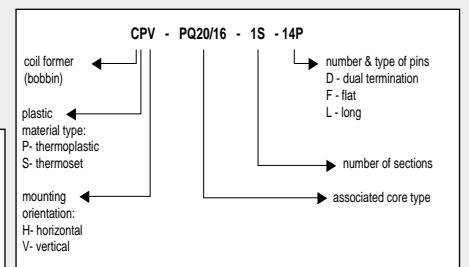 CPV - PQ20/16 - 1S - 14P
coil former
(bobbin)
plastic
material type:
P- thermoplastic
S- thermoset
mounting
orientation:
H- horizontal
V- vertical
number & type of pins
D - dual termination
F - flat
L - long
number of sections
associated core type